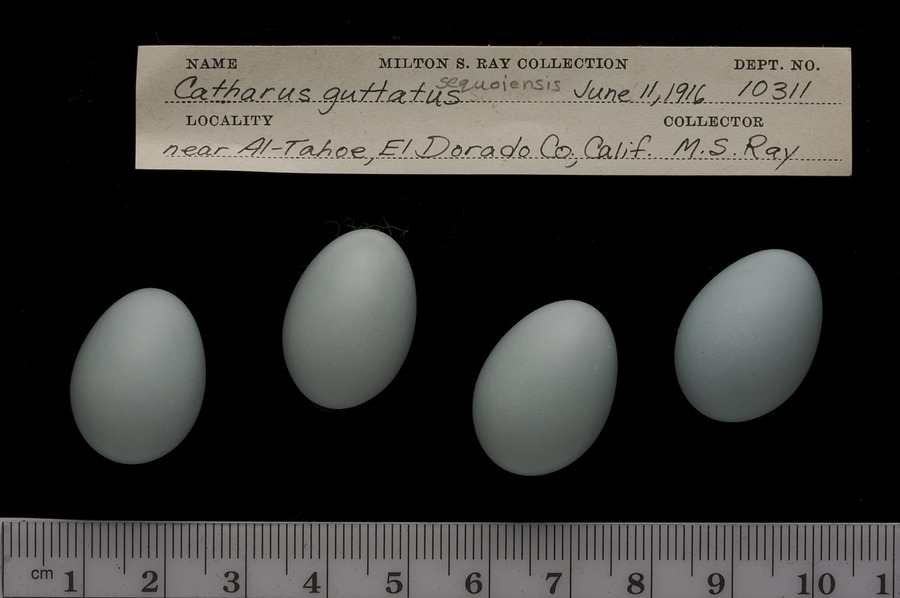 NAME MILTON S. RAY COLLECTION DEPT. NO.
Catharus guttatus sequoiensis June 11, 1916 10311
LOCALITY COLLECTOR
near Al-Tahoe, El Dorado Co., Calif. M.S. Ray
cm 1 2 3 4 5 6 7 8 9 10 1